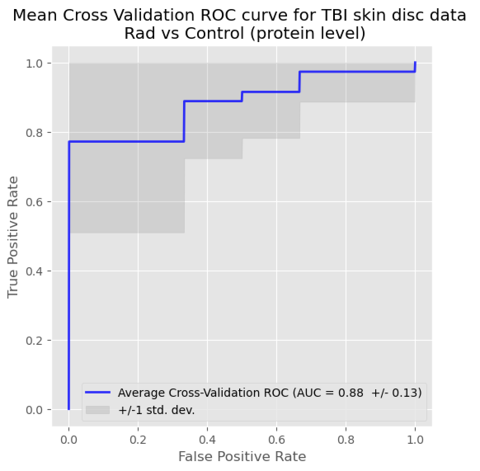 Mean Cross Validation ROC curve for TBI skin disc data
Rad vs Control (protein level)
1.0
0.8
0.6
0.4
0.2
0.0
True Positive Rate
Average Cross-Validation ROC (AUC = 0.88 +/- 0.13)
+/-1 std. dev.
0.0 0.2 0.4 0.6 0.8 1.0
False Positive Rate